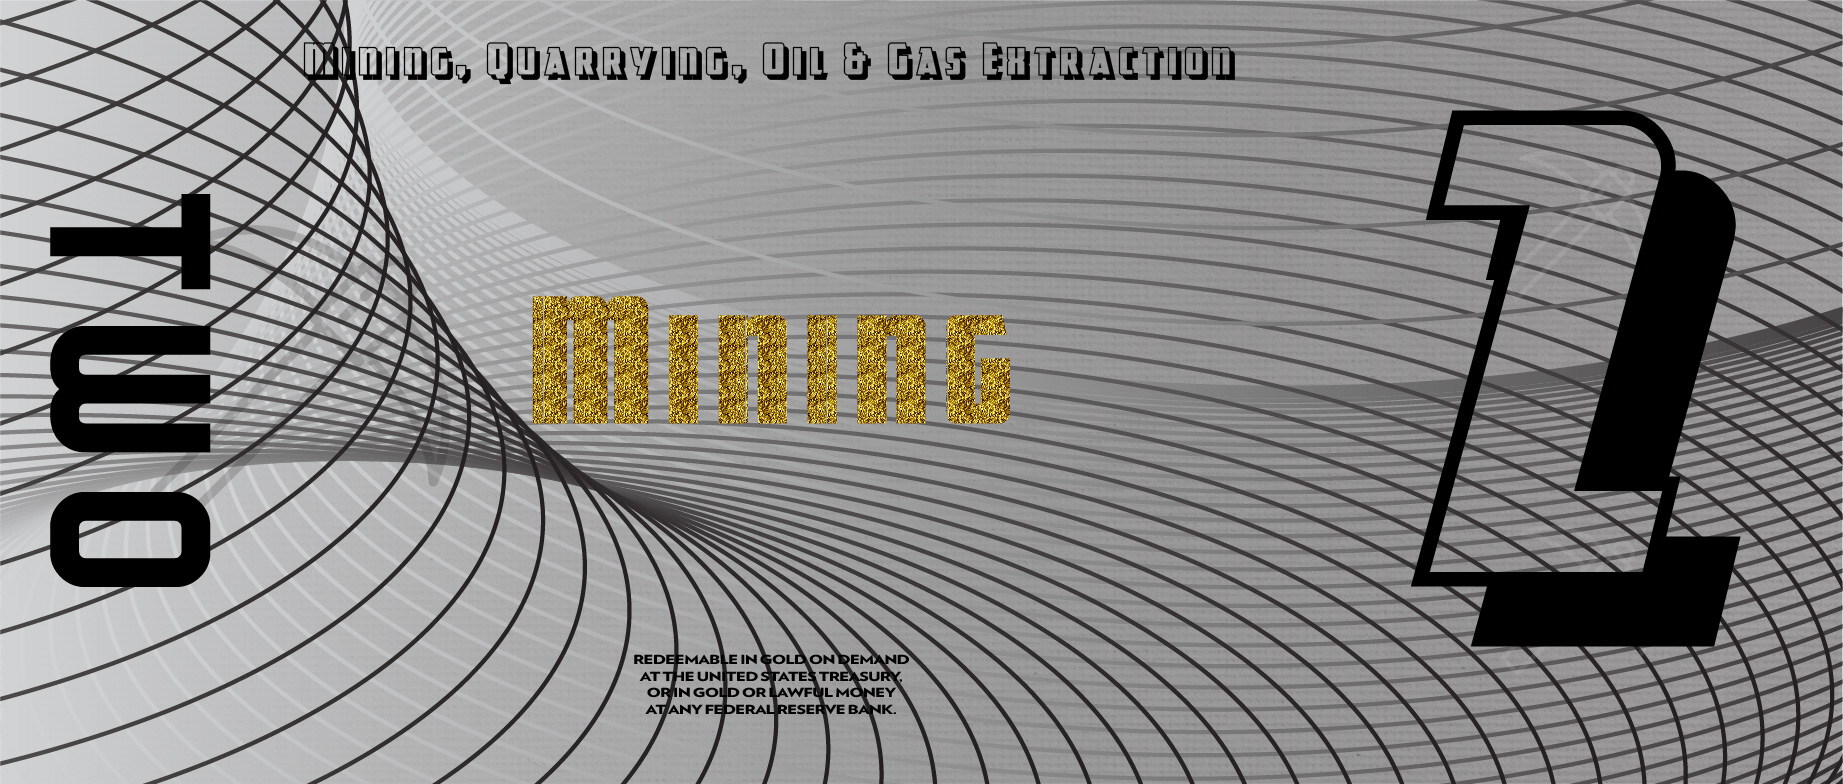 Mining, Quarrying, Oil & Gas Extraction
TWO
Mining
2
REDEEMABLE IN GOLD ON DEMAND
AT THE UNITED STATES TREASURY,
OR IN GOLD OR LAWFUL MONEY
AT ANY FEDERAL RESERVE BANK.